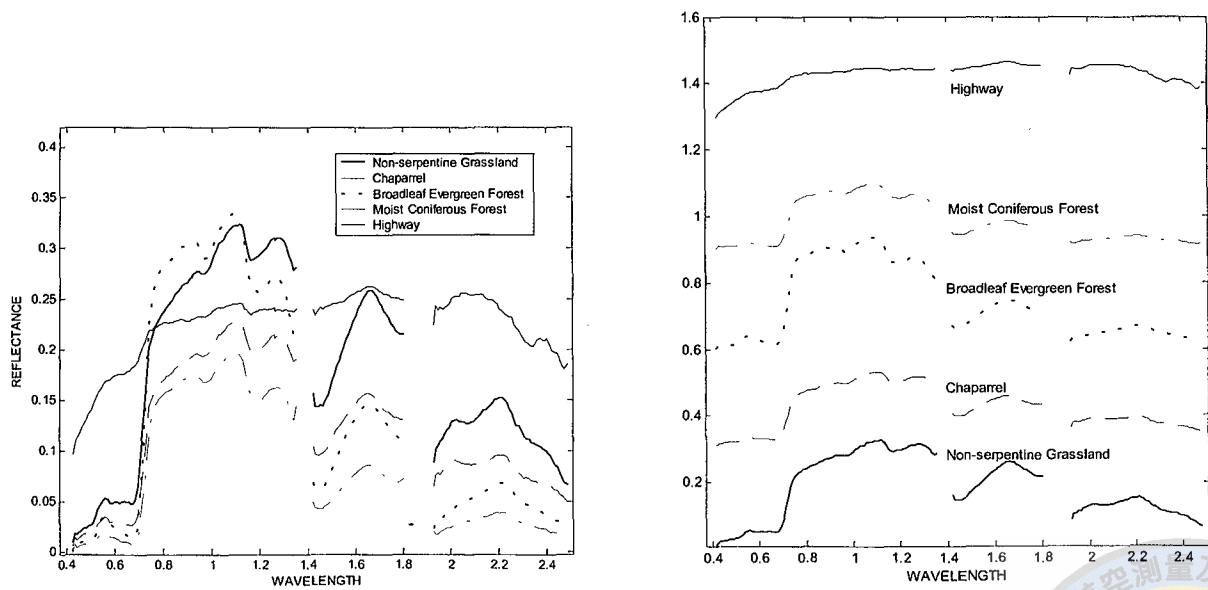 0.4
0.35
0.3
0.25
0.2
0.15
0.1
0.05
0
REFLECTANCE
Non-serpentine Grassland
Chaparrel
Broadleaf Evergreen Forest
Moist Coniferous Forest
Highway
0.4 0.6 0.8 1 1.2 1.4 1.6 1.8 2 2.2 2.4
WAVELENGTH
1.6
1.4
1.2
1
0.8
0.6
0.4
0.2
Highway
Moist Coniferous Forest
Broadleaf Evergreen Forest
Chaparrel
Non-serpentine Grassland
0.4 0.6 0.8 1 1.2 1.4 1.6 1.8 2 2.2 2.4
WAVELENGTH
空測量及